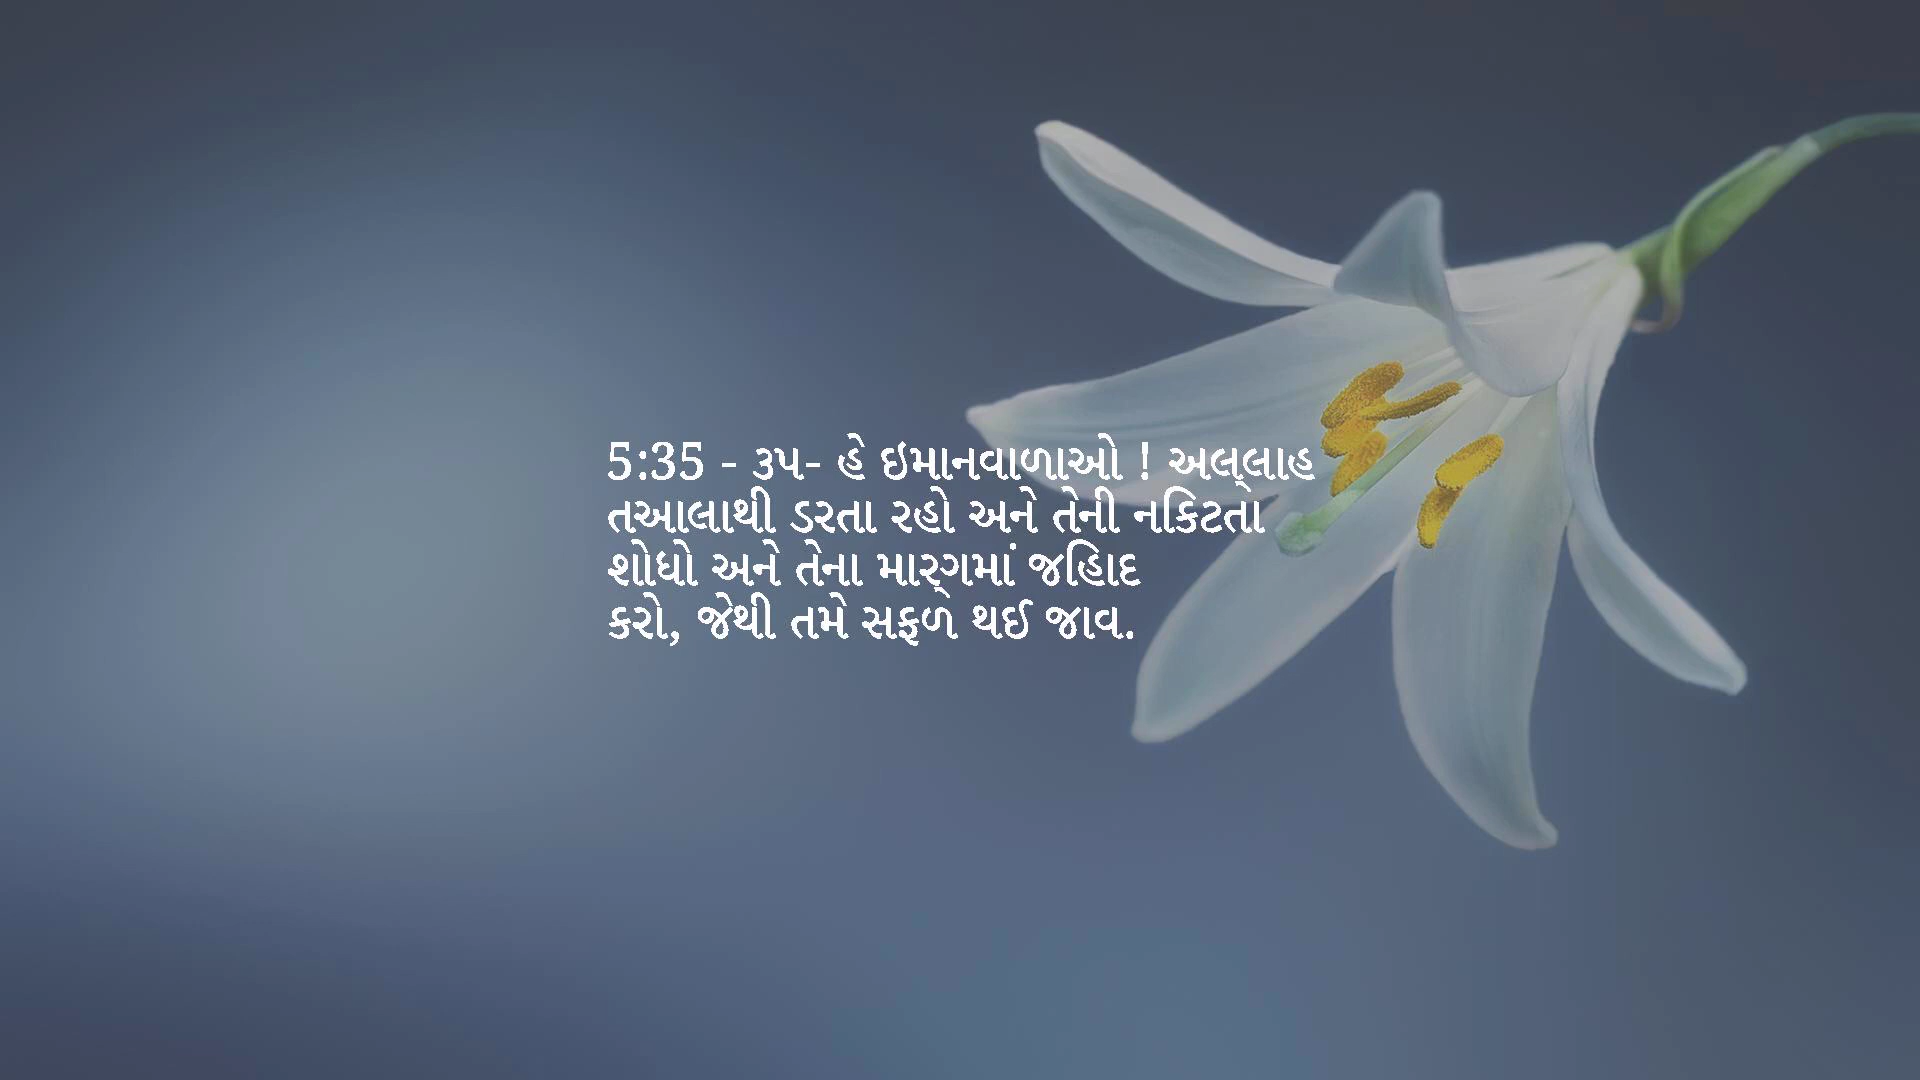 5:35 - ૩૫- હે ઇમાનવાળાઓ ! અલ્લાહ
તઆલાથી ડરતા રહો અને તેની નકિટતા
શોધો અને તેના માર્ગમાં જહિાદ
કરો, જેથી તમે સફળ થઈ જાવ.